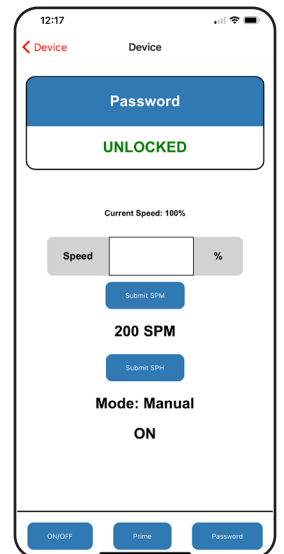 12:17
Device Device
Password
UNLOCKED
Current Speed: 100%
Speed %
Submit SPM
200 SPM
Submit SPH
Mode: Manual
ON
ON/OFF Prime Password